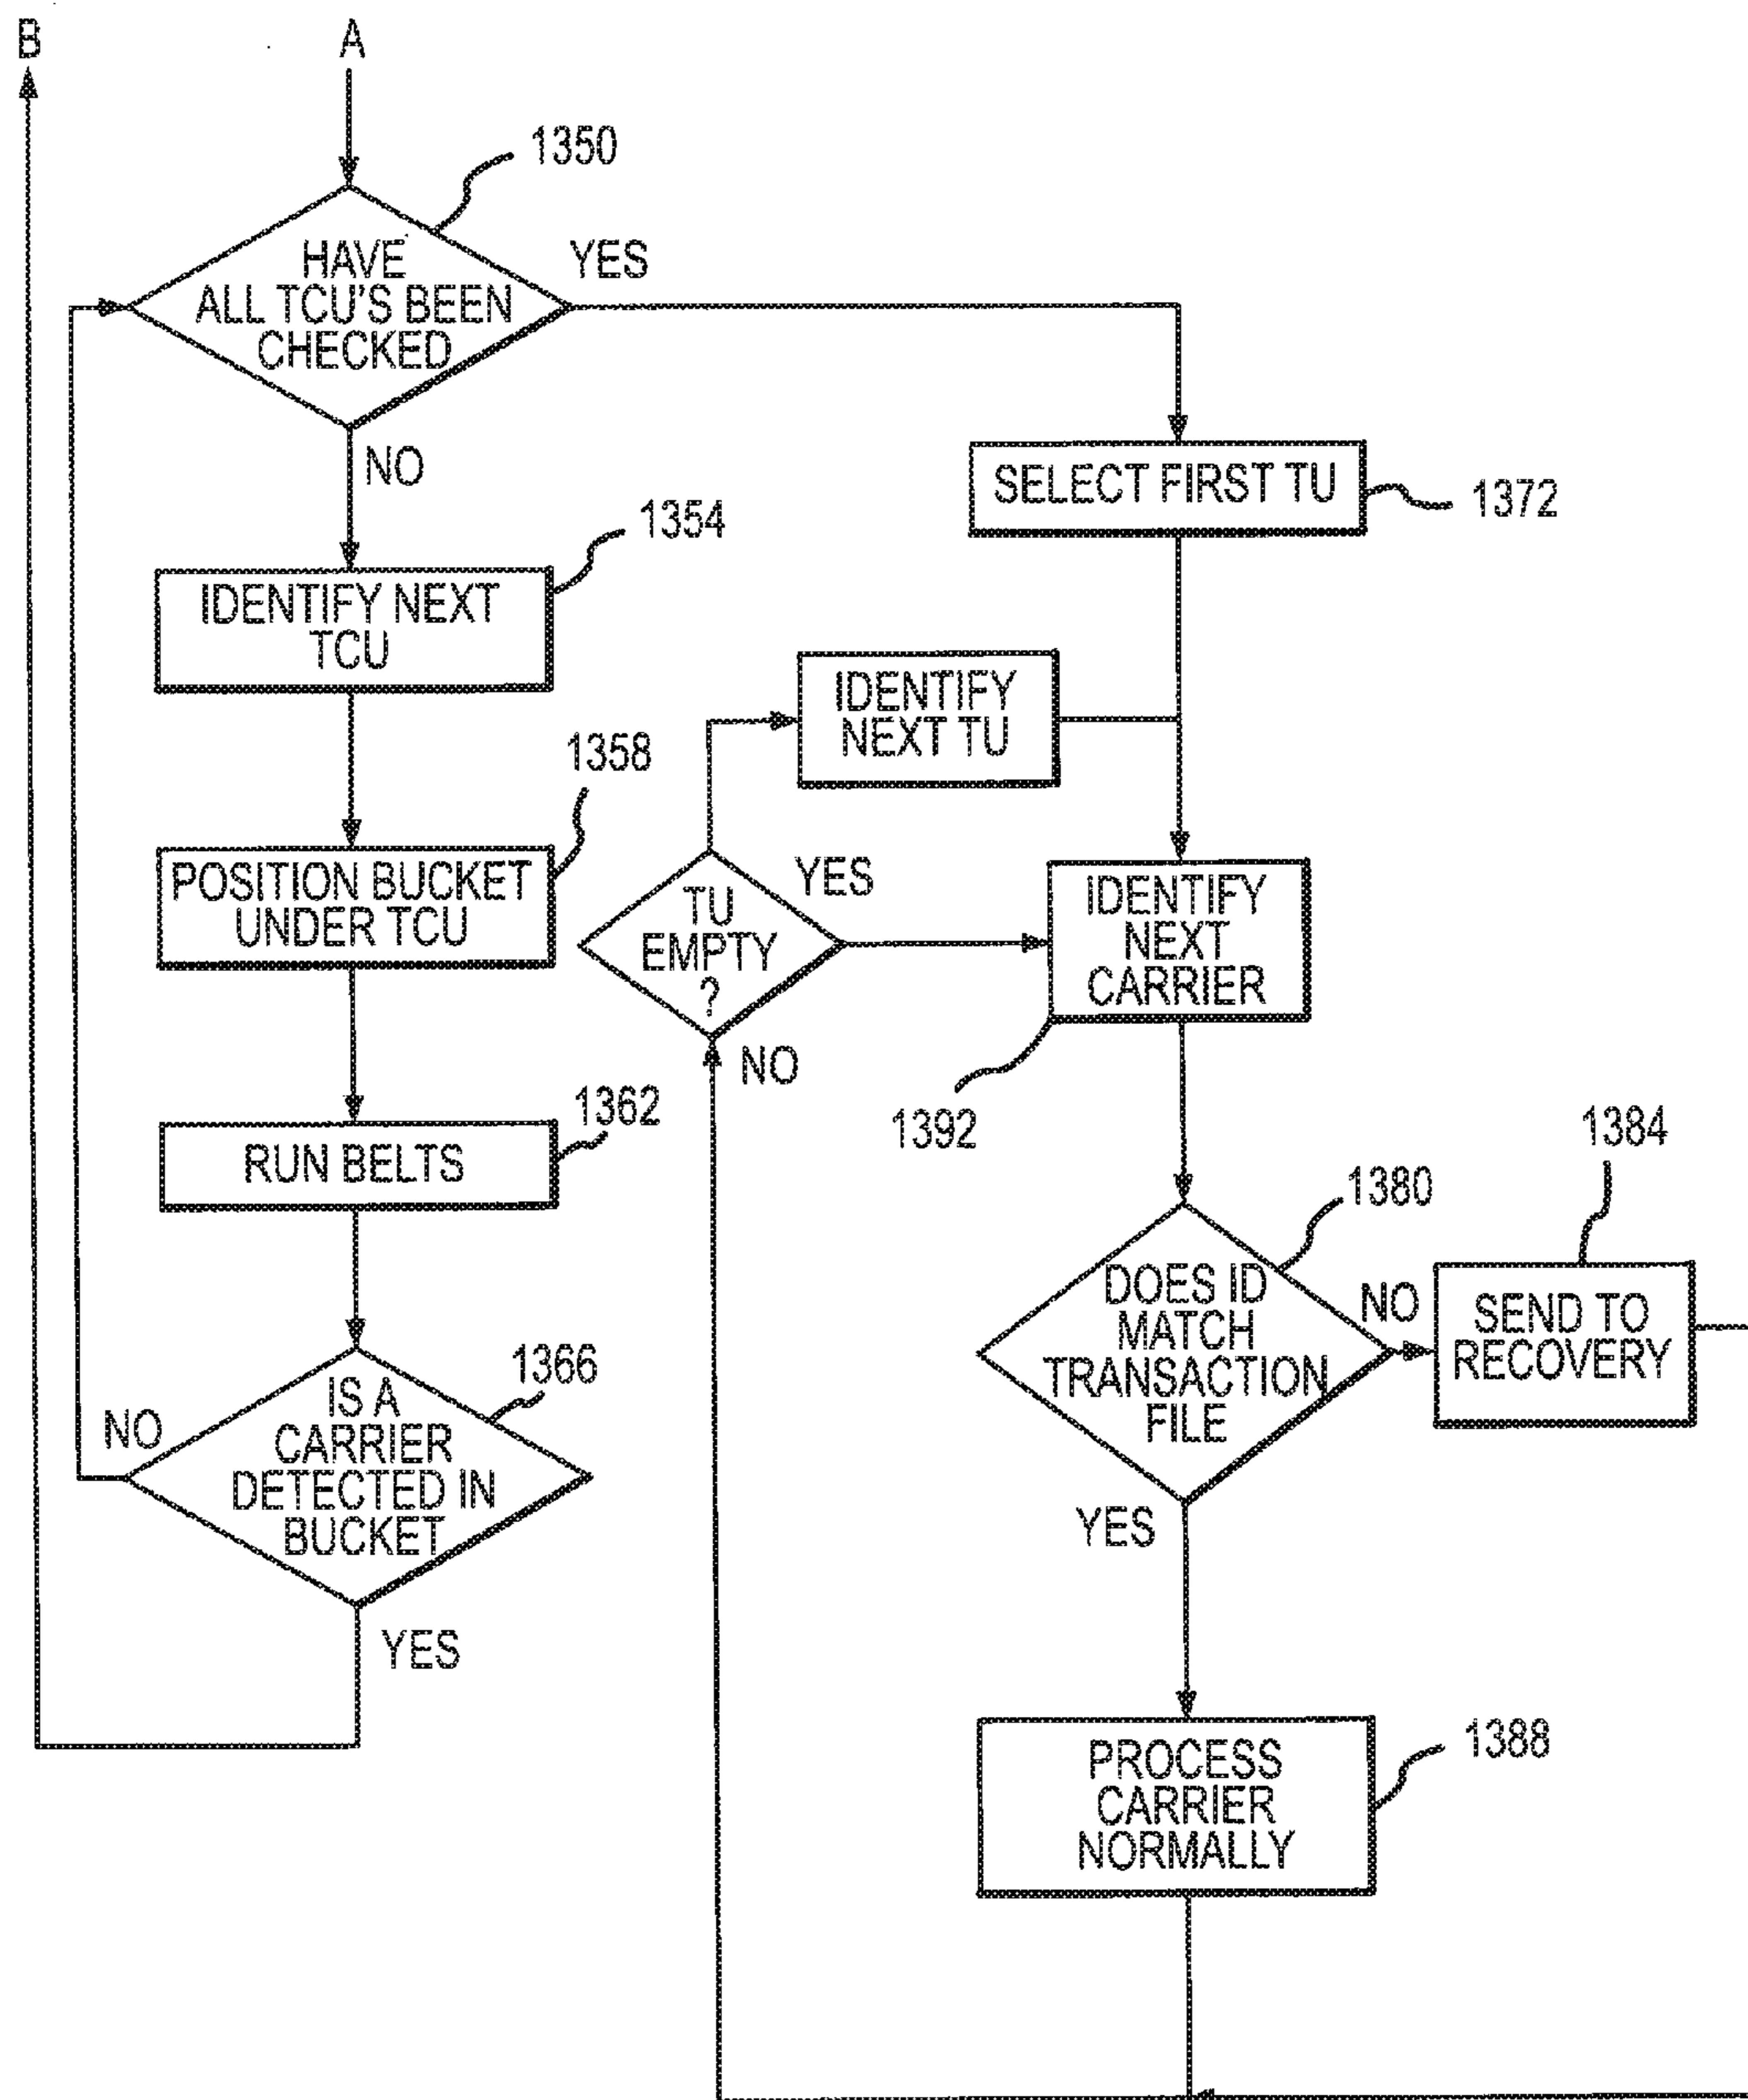 B
A
1350
HAVE
ALL TCU'S BEEN
CHECKED
YES
NO
1354
IDENTIFY NEXT
TCU
1358
POSITION BUCKET
UNDER TCU
1362
RUN BELTS
1366
IS A
CARRIER
DETECTED IN
BUCKET
NO
YES
SELECT FIRST TU
1372
IDENTIFY
NEXT TU
TU
EMPTY
?
YES
NO
IDENTIFY
NEXT
CARRIER
1392
1380
DOES ID
MATCH
TRANSACTION
FILE
NO
1384
SEND TO
RECOVERY
YES
PROCESS
CARRIER
NORMALLY
1388